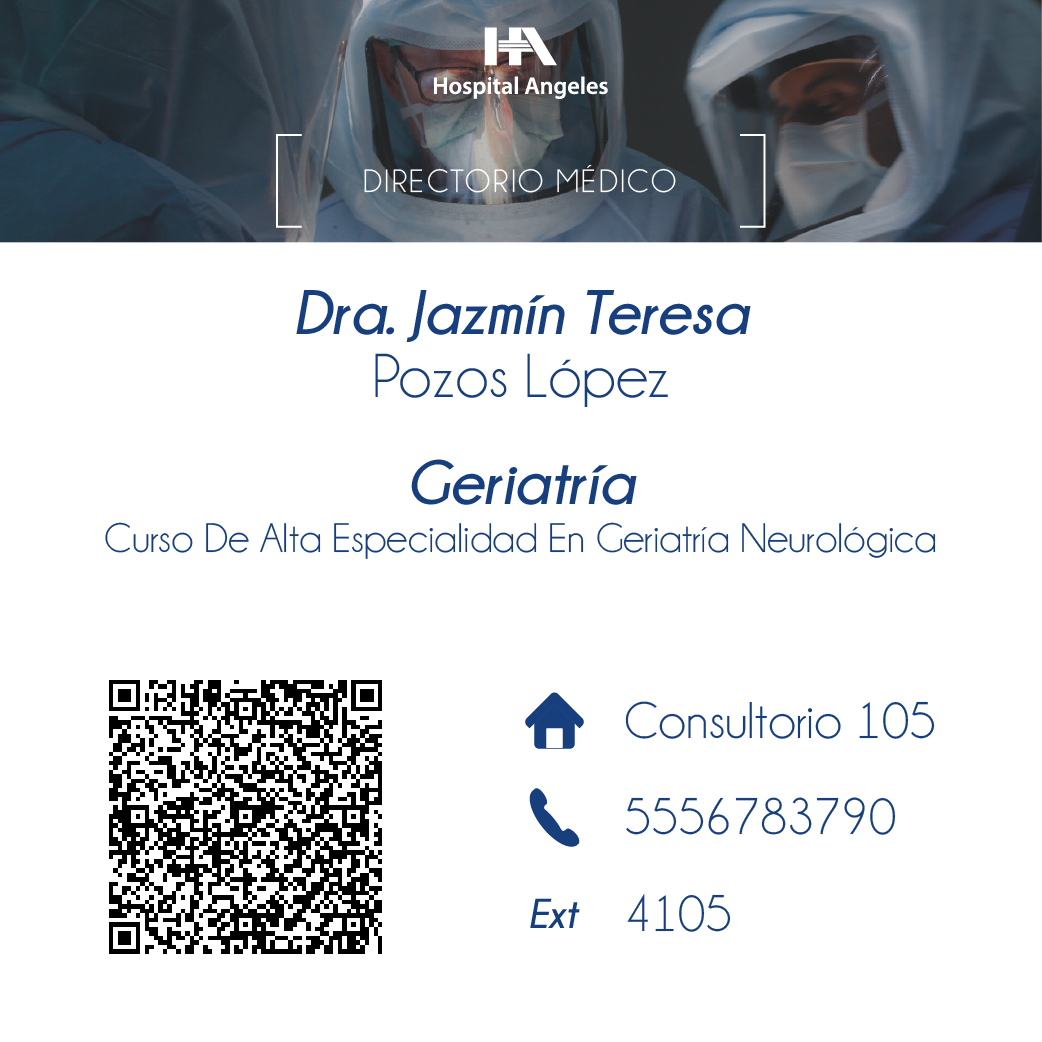 HA
Hospital Angeles
DIRECTORIO MÉDICO
Dra. Jazmín Teresa
Pozos López
Geriatría
Curso De Alta Especialidad En Geriatría Neurológica
Consultorio 105
5556783790
Ext 4105